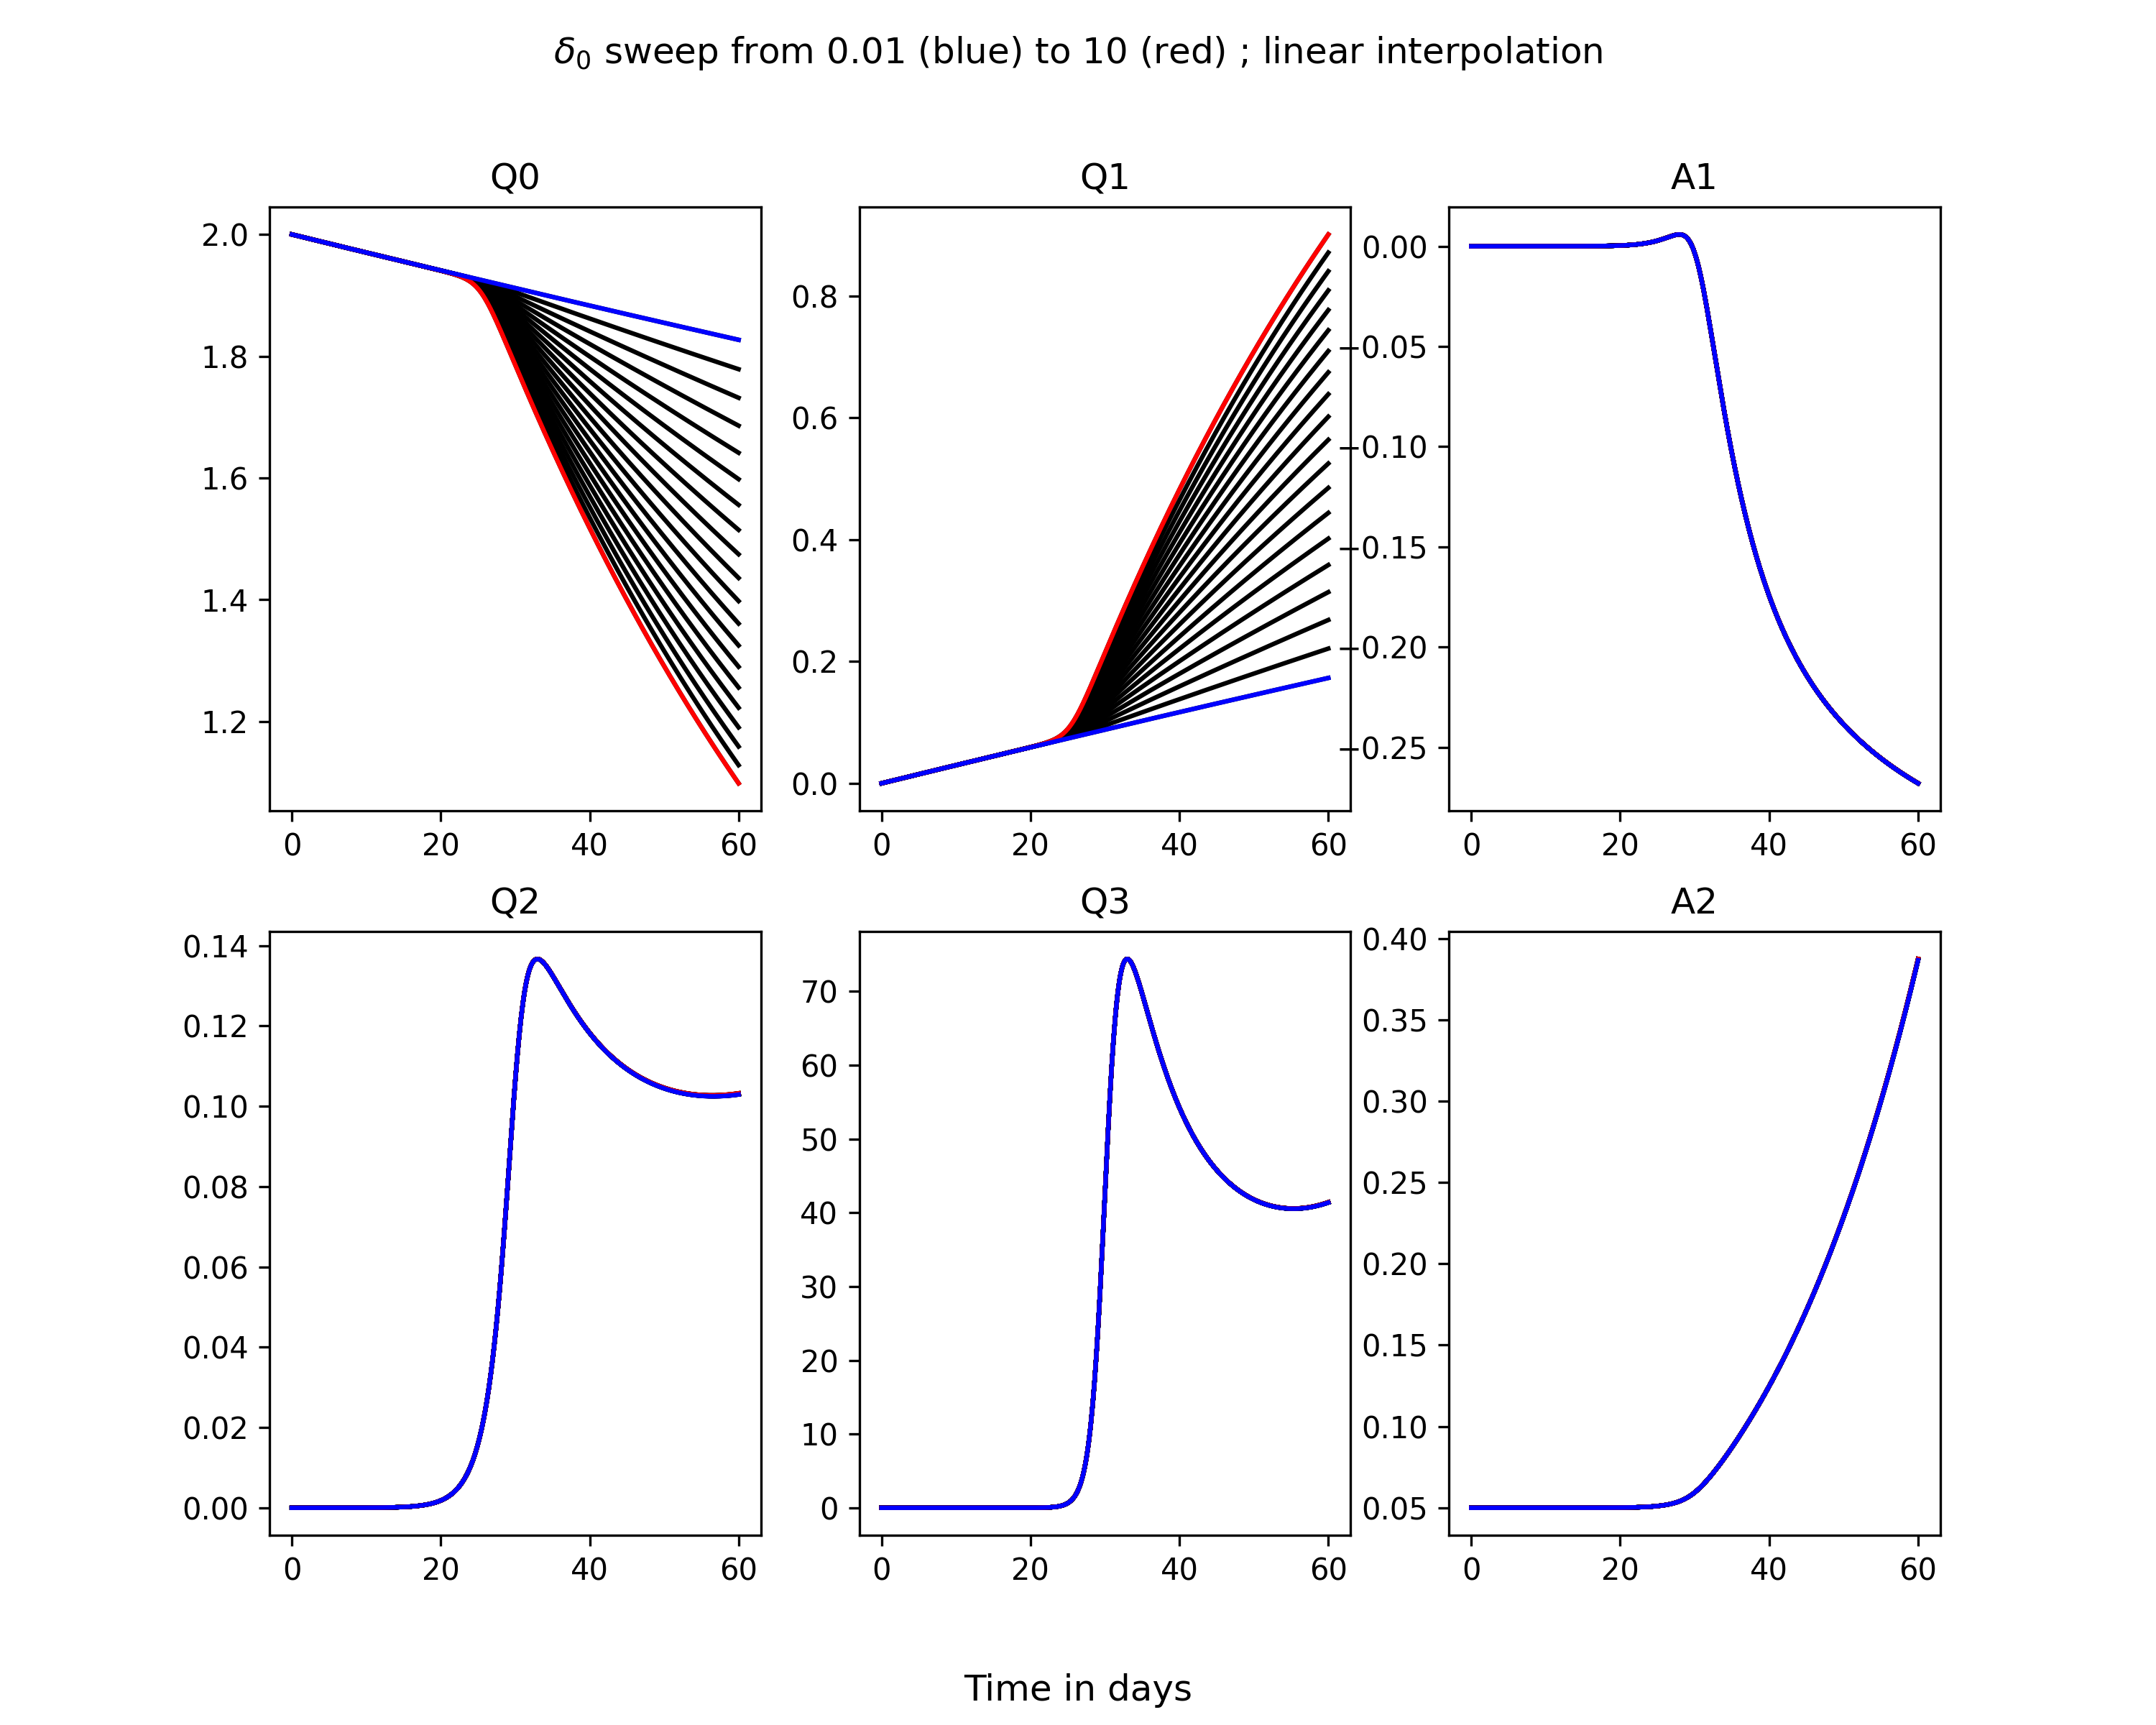 δ0 sweep from 0.01 (blue) to 10 (red) ; linear interpolation
Q0
Q1
A1
2.0
1.8
1.6
1.4
1.2
0 20 40 60
0.8
0.6
0.4
0.2
0.0
0 20 40 60
0.00
−0.05
−0.10
−0.15
−0.20
−0.25
0 20 40 60
Q2
Q3
A2
0.14
0.12
0.10
0.08
0.06
0.04
0.02
0.00
0 20 40 60
70
60
50
40
30
20
10
0
0 20 40 60
0.40
0.35
0.30
0.25
0.20
0.15
0.10
0.05
0 20 40 60
Time in days